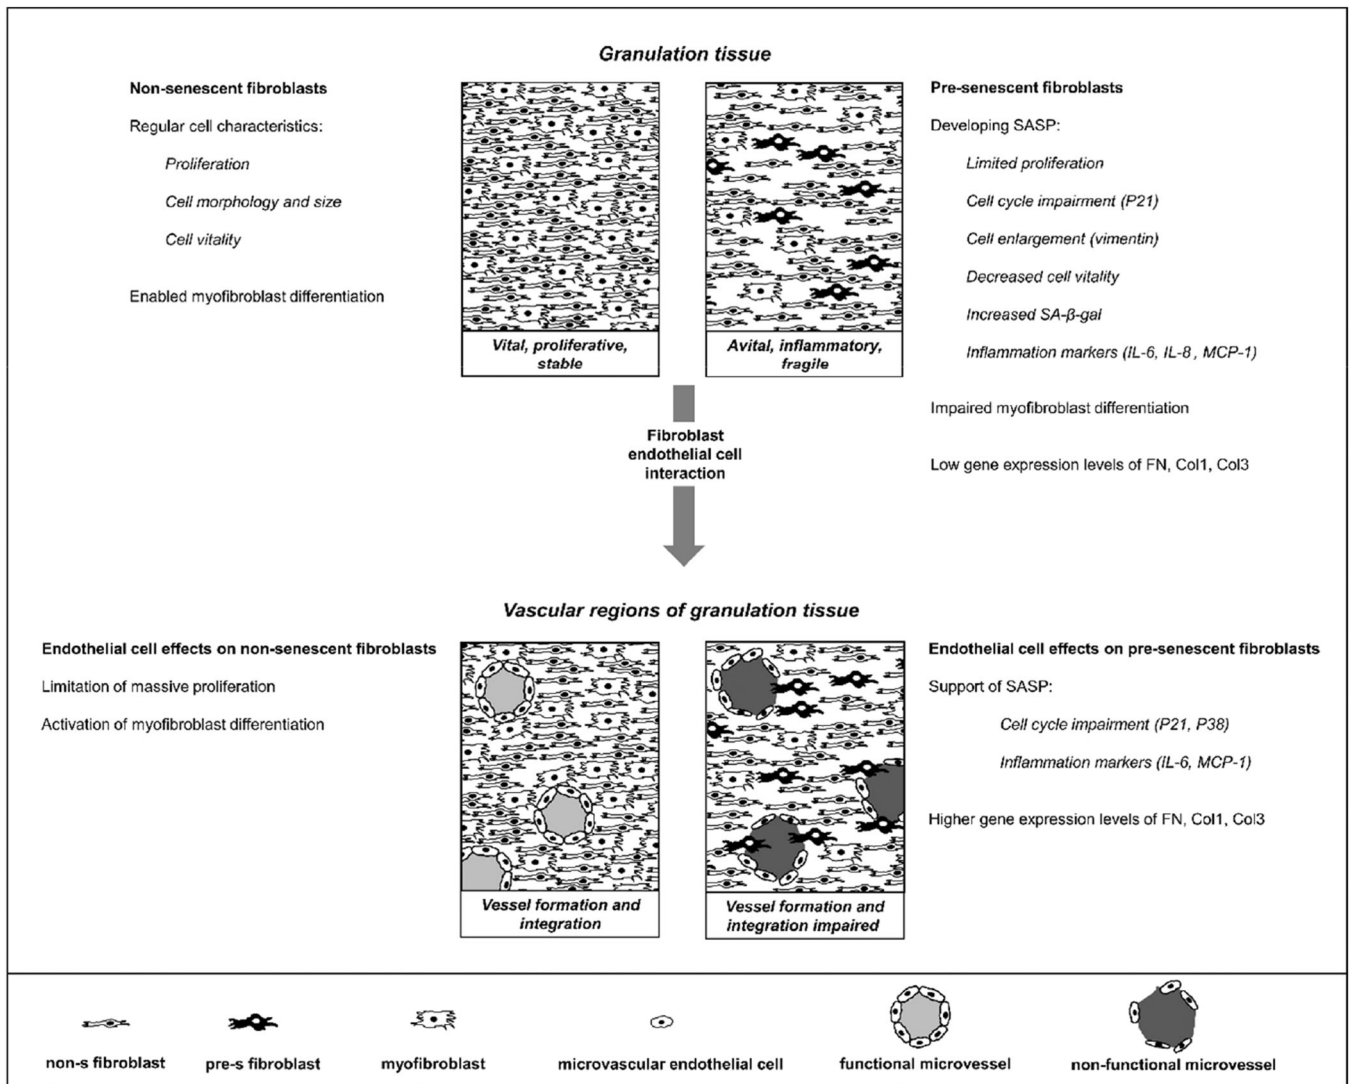 Granulation tissue
Non-senescent fibroblasts
Regular cell characteristics:
Proliferation
Cell morphology and size
Cell vitality
Enabled myofibroblast differentiation
Vital, proliferative,
stable
Avital, inflammatory,
fragile
Pre-senescent fibroblasts
Developing SASP:
Limited proliferation
Cell cycle impairment (P21)
Cell enlargement (vimentin)
Decreased cell vitality
Increased SA-β-gal
Inflammation markers (IL-6, IL-8 , MCP-1)
Impaired myofibroblast differentiation
Low gene expression levels of FN, Col1, Col3
Fibroblast
endothelial cell
interaction
Vascular regions of granulation tissue
Endothelial cell effects on non-senescent fibroblasts
Limitation of massive proliferation
Activation of myofibroblast differentiation
Vessel formation and
integration
Vessel formation and
integration impaired
Endothelial cell effects on pre-senescent fibroblasts
Support of SASP:
Cell cycle impairment (P21, P38)
Inflammation markers (IL-6, MCP-1)
Higher gene expression levels of FN, Col1, Col3
non-s fibroblast
pre-s fibroblast
myofibroblast
microvascular endothelial cell
functional microvessel
non-functional microvessel